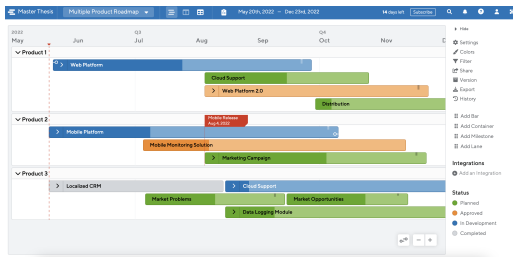 Master Thesis
Multiple Product Roadmap
May 20th, 2022 – Dec 23rd, 2022
14 days left
Subscribe
2022
Q3
Q4
May
Jun
Jul
Aug
Sep
Oct
Nov
Product 1
Web Platform
Cloud Support
Web Platform 2.0
Distribution
Product 2
Mobile Release
Aug 4 2022
Mobile Platform
Mobile Monitoring Solution
Marketing Campaign
Product 3
Localized CRM
Cloud Support
Market Problems
Market Opportunities
Data Logging Module
Hide
Settings
Colors
Filter
Share
Version
Export
History
Add Bar
Add Container
Add Milestone
Add Lane
Integrations
Add an Integration
Status
Planned
Approved
In Development
Completed